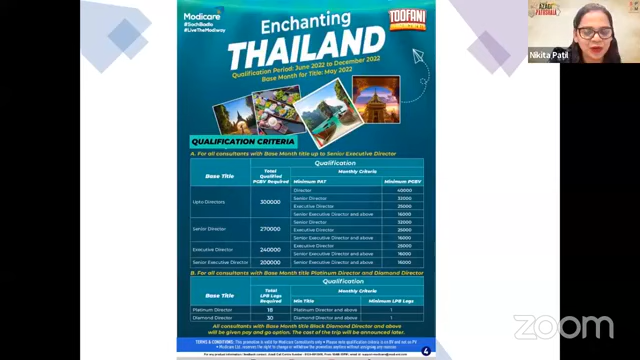 Modicare
#SachBadlo
#LiveTheModiway
Enchanting
THAILAND
TOOFANI
Qualification Period: June 2022 to December 2022
Base Month for Title: May 2022
QUALIFICATION CRITERIA
A. For all consultants with Base Month title up to Senior Executive Director
Base Title
Total Qualified PGBV Required
Qualification
Monthly Criteria
Minimum PAT
Minimum PGBV
Upto Directors
300000
Director 40000
Senior Director 32000
Executive Director 25000
Senior Executive Director and above 16000
Senior Director
270000
Senior Director 32000
Executive Director 25000
Senior Executive Director and above 16000
Executive Director
240000
Executive Director 25000
Senior Executive Director and above 16000
Senior Executive Director
200000
Senior Executive Director and above 16000
B. For all consultants with Base Month title Platinum Director and Diamond Director
Base Title
Total LPB Legs Required
Qualification
Monthly Criteria
Min Title
Minimum LPB Legs
Platinum Director 18 Platinum Director and above 1
Diamond Director 30 Diamond Director and above 1
All consultants with Base Month title Black Diamond Director and above
will be given pay and go option. The cost of the trip will be announced later.
4
AZADI
PATHSHALA
Nikita Patil
zoom